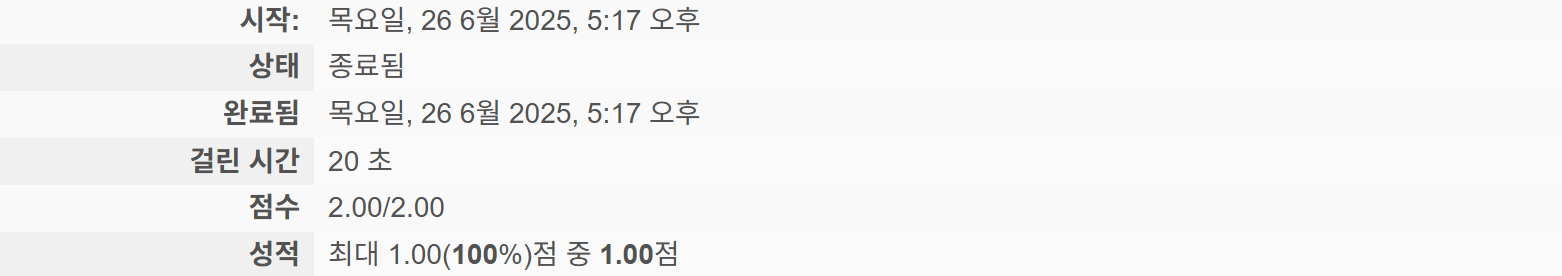 시작: 목요일, 26 6월 2025, 5:17 오후
상태 종료됨
완료됨 목요일, 26 6월 2025, 5:17 오후
걸린 시간 20 초
점수 2.00/2.00
성적 최대 1.00(100%)점 중 1.00점